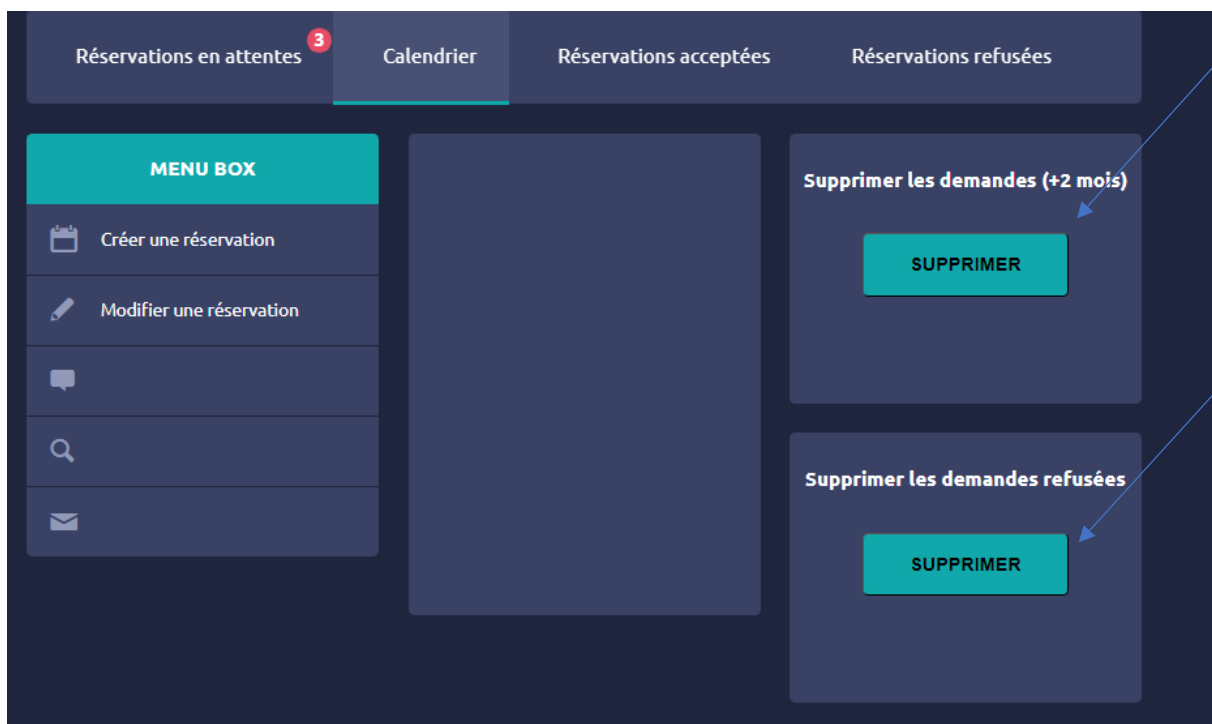 Réservations en attentes 3 Calendrier Réservations acceptées Réservations refusées
MENU BOX
Créer une réservation
Modifier une réservation
Supprimer les demandes (+2 mois)
SUPPRIMER
Supprimer les demandes refusées
SUPPRIMER